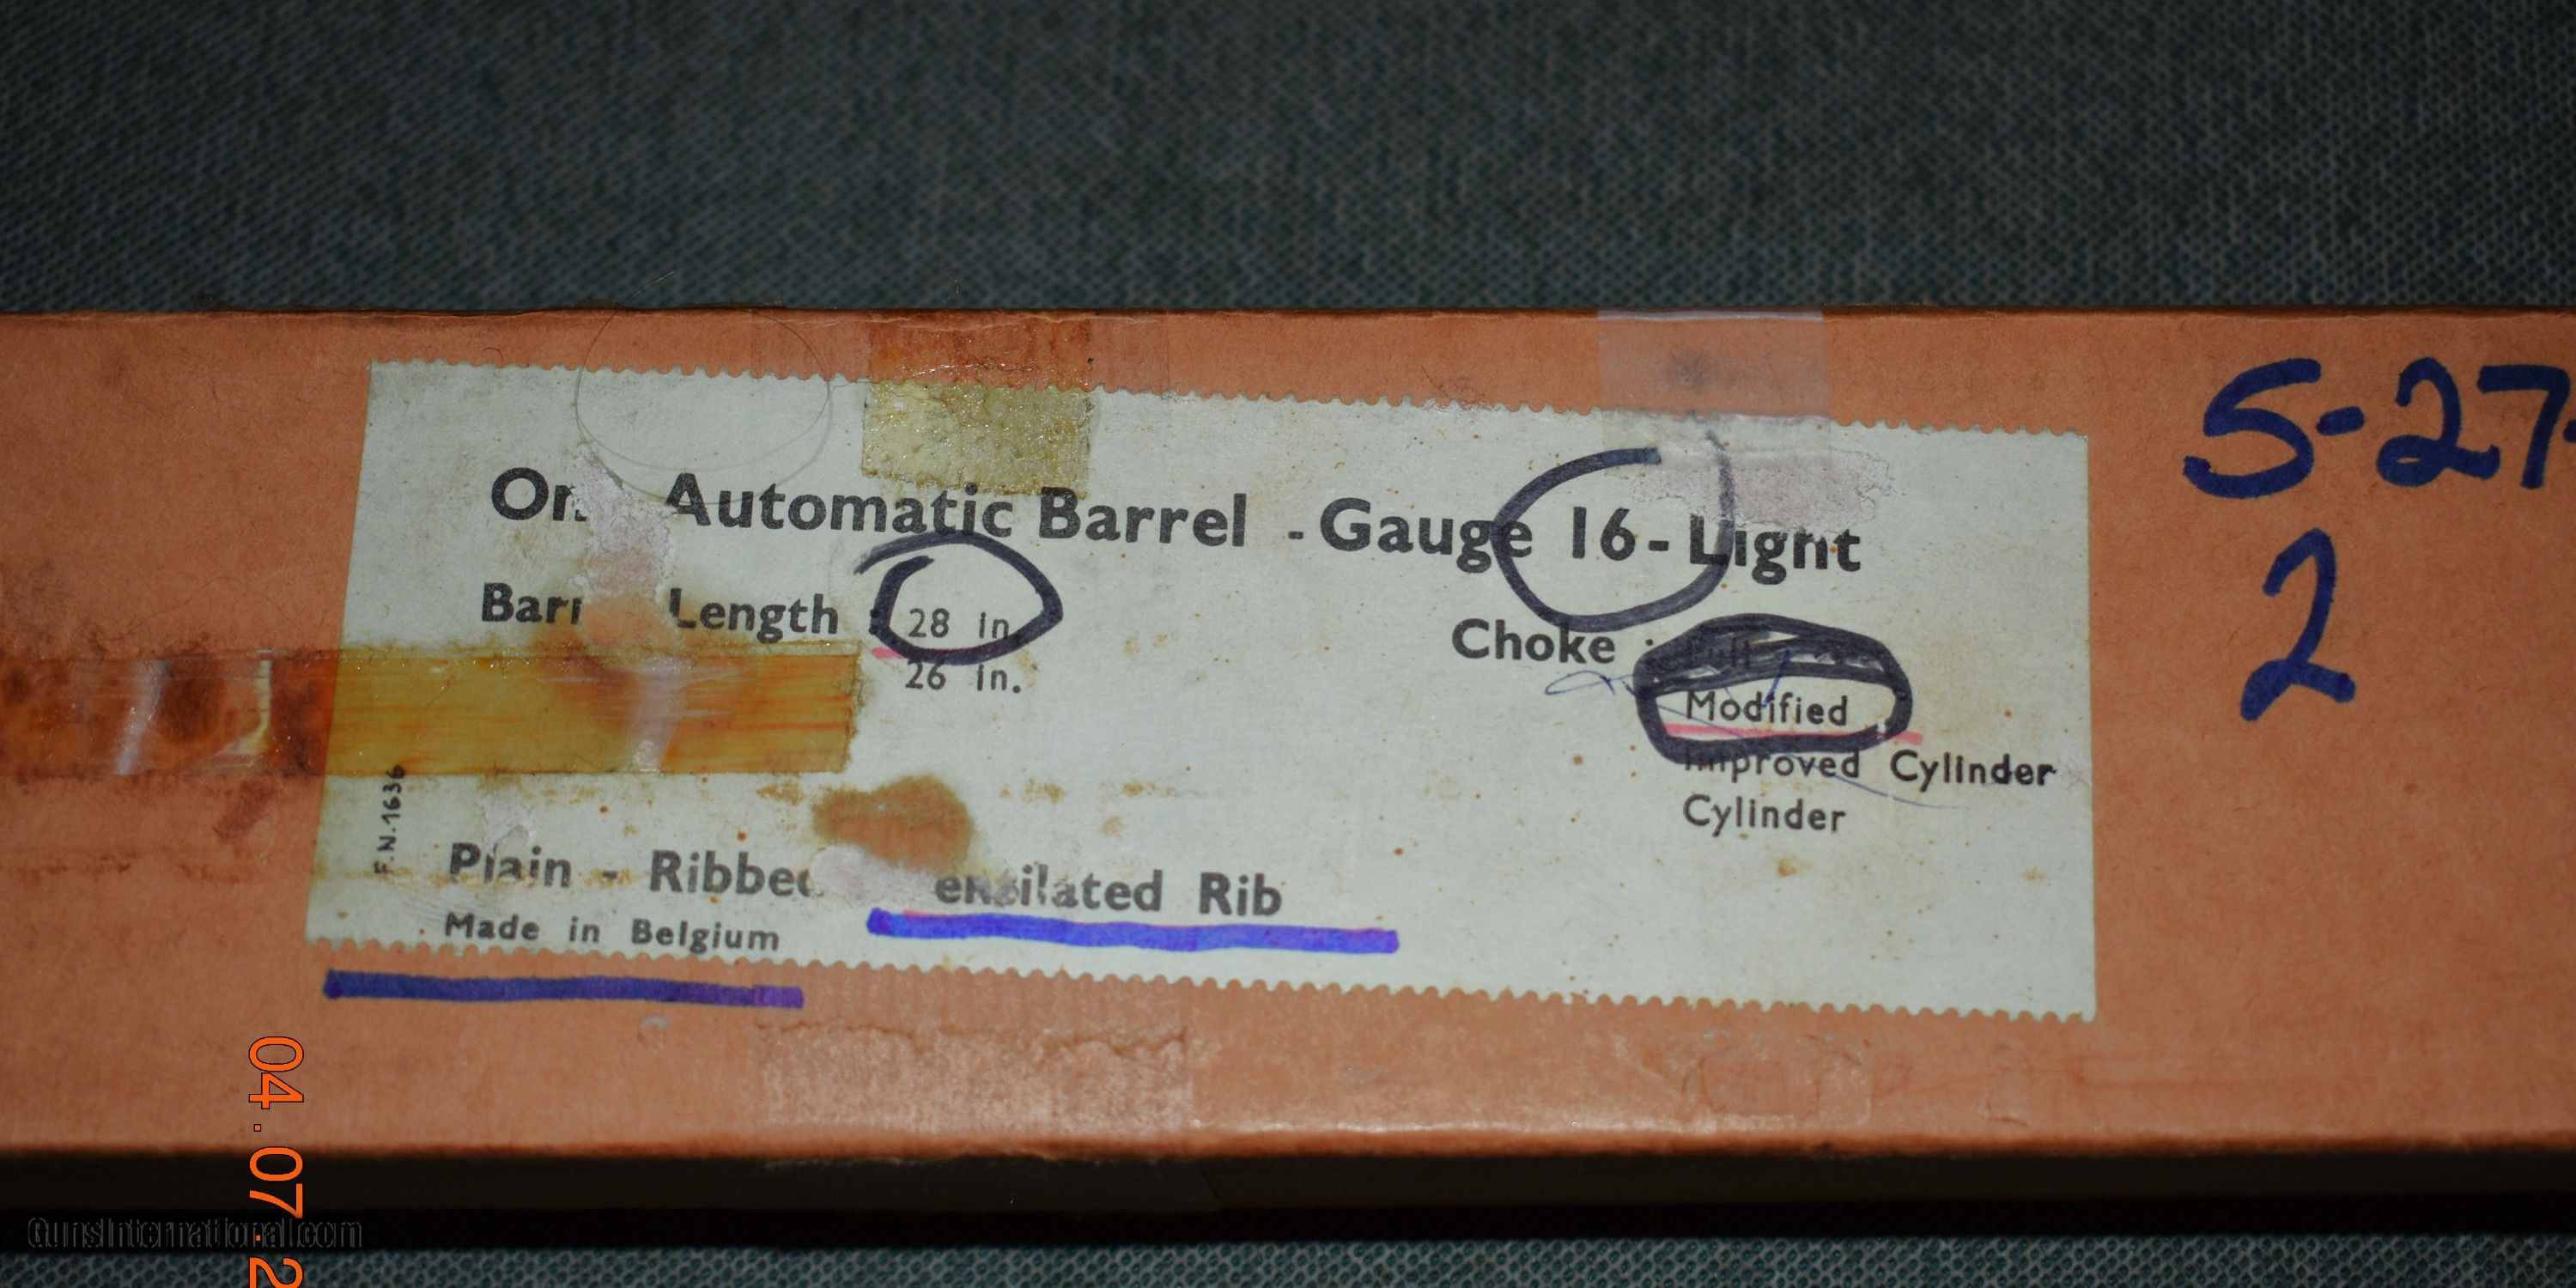 Automatic Barrel - Gauge 16 - Light
Length : 28 in.
26 in.
Choke :
Modified
Improved Cylinder
Cylinder
F.N. 1636
Plain - Ribbed Rib
Made in Belgium
S-27-
2
04.07.2
GunsInternational.com